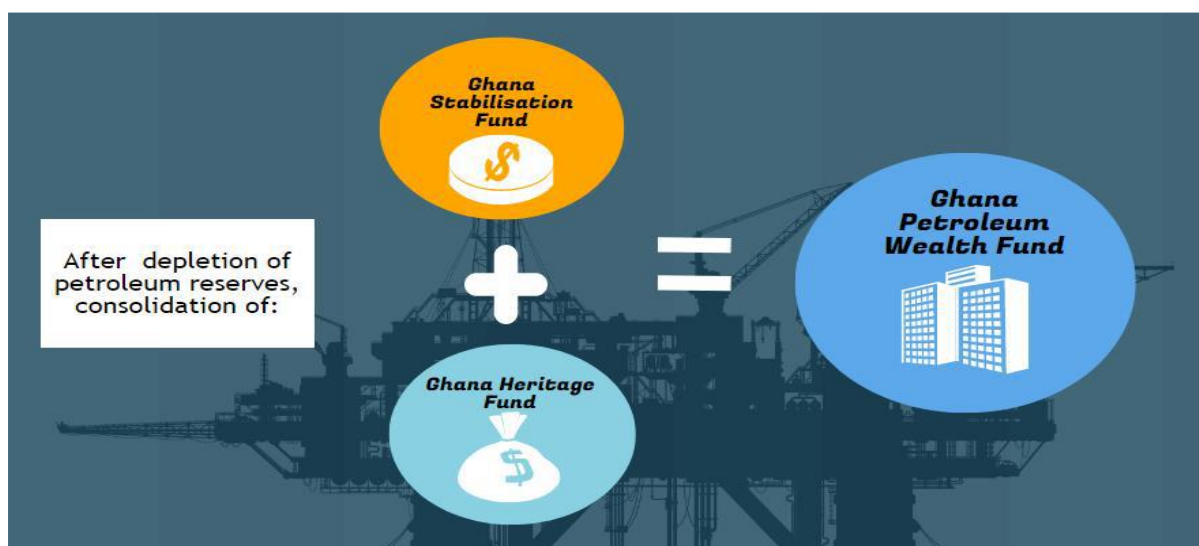 After depletion of
petroleum reserves,
consolidation of:
Ghana
Stabilisation
Fund
$
+
Ghana Heritage
Fund
$
=
Ghana
Petroleum
Wealth Fund